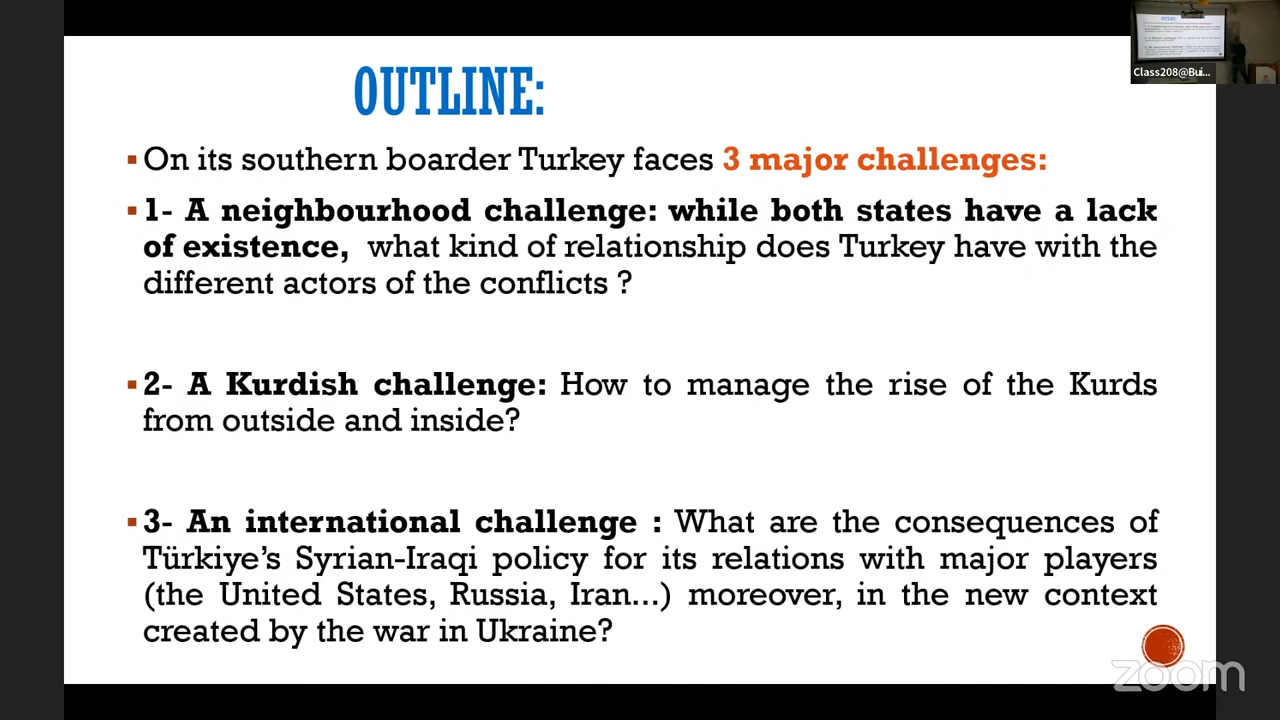 Class208@Bui...
OUTLINE:
▪ On its southern boarder Turkey faces 3 major challenges:
▪ 1- A neighbourhood challenge: while both states have a lack
of existence, what kind of relationship does Turkey have with the
different actors of the conflicts ?
▪ 2- A Kurdish challenge: How to manage the rise of the Kurds
from outside and inside?
▪ 3- An international challenge : What are the consequences of
Türkiye’s Syrian-Iraqi policy for its relations with major players
(the United States, Russia, Iran...) moreover, in the new context
created by the war in Ukraine?
zoom